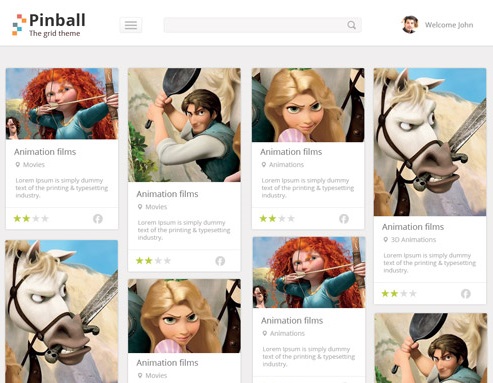 Pinball
The grid theme
Welcome John
Animation films
Movies
Lorem Ipsum is simply dummy
text of the printing & typesetting
industry.
Animation films
Movies
Lorem Ipsum is simply dummy
text of the printing & typesetting
industry.
Animation films
Movies
Animation films
Animations
Lorem Ipsum is simply dummy
text of the printing & typesetting
industry.
Animation films
Animations
Lorem Ipsum is simply dummy
text of the printing & typesetting
industry.
Animation films
3D Animations
Lorem Ipsum is simply dummy
text of the printing & typesetting
industry.